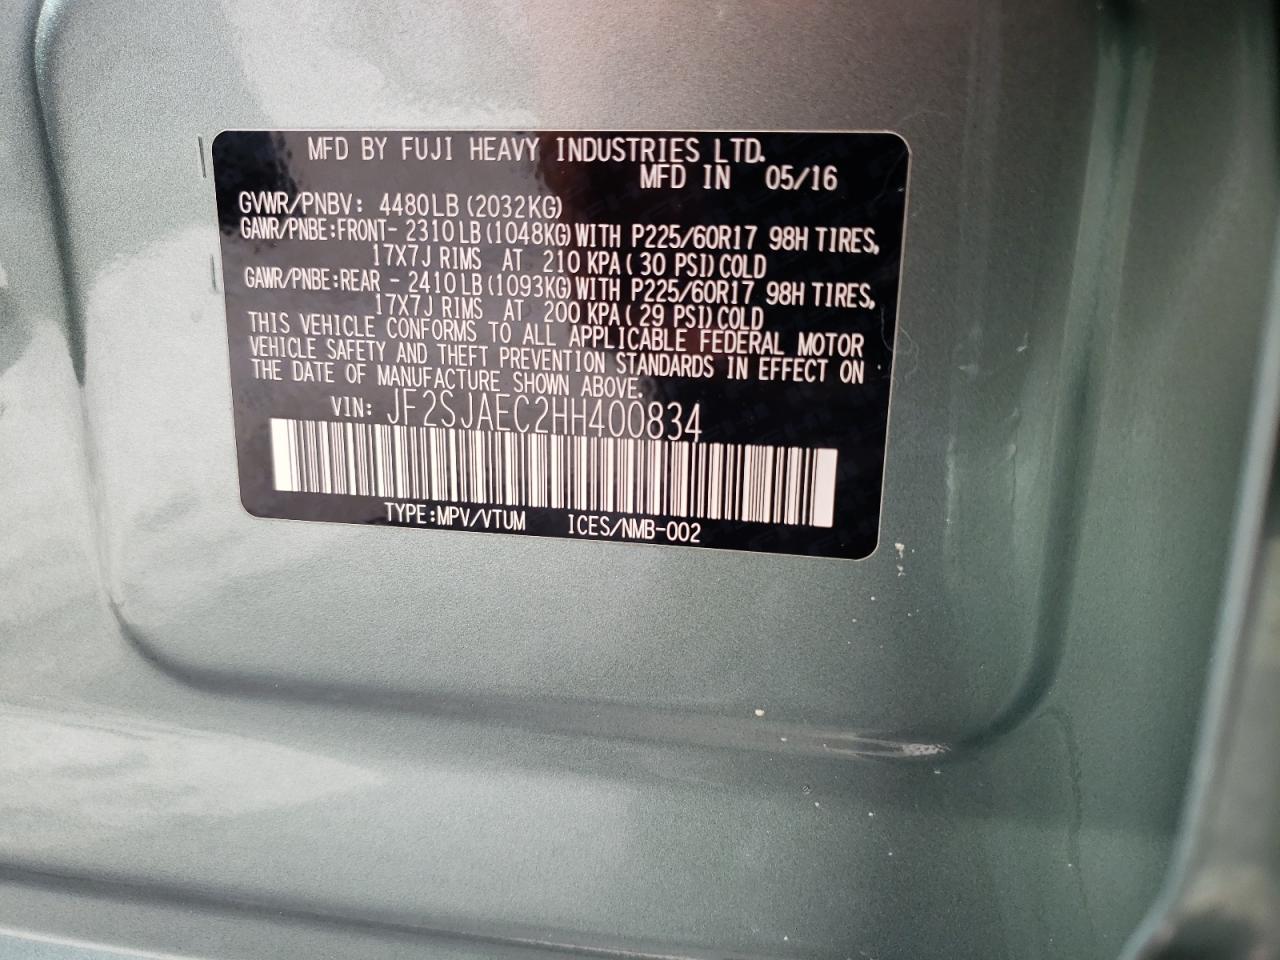 MFD BY FUJI HEAVY INDUSTRIES LTD.
MFD IN 05/16
GVWR/PNBV: 4480LB (2032KG)
GAWR/PNBE:FRONT- 2310LB (1048KG) WITH P225/60R17 98H TIRES,
17X7J RIMS AT 210 KPA( 30 PSI)COLD
GAWR/PNBE:REAR - 2410LB (1093KG) WITH P225/60R17 98H TIRES,
17X7J RIMS AT 200 KPA( 29 PSI)COLD
THIS VEHICLE CONFORMS TO ALL APPLICABLE FEDERAL MOTOR
VEHICLE SAFETY AND THEFT PREVENTION STANDARDS IN EFFECT ON
THE DATE OF MANUFACTURE SHOWN ABOVE.
VIN: JF2SJAEC2HH400834
TYPE:MPV/VTUM ICES/NMB-002